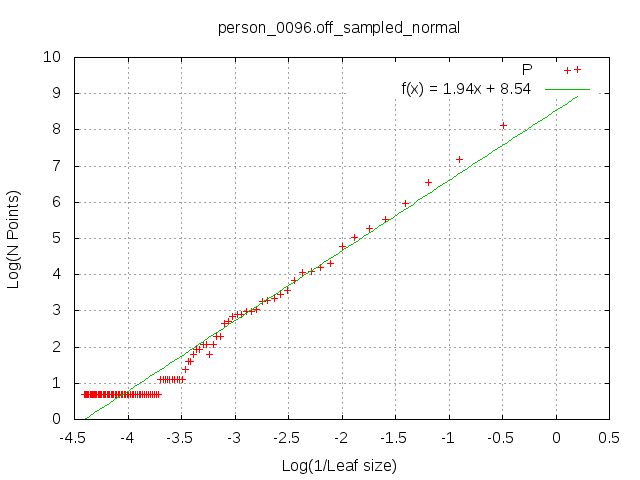 person_0096.off_sampled_normal
10
9
8
7
6
5
4
3
2
1
0
Log(N Points)
P
f(x) = 1.94x + 8.54
-4.5 -4 -3.5 -3 -2.5 -2 -1.5 -1 -0.5 0 0.5
Log(1/Leaf size)